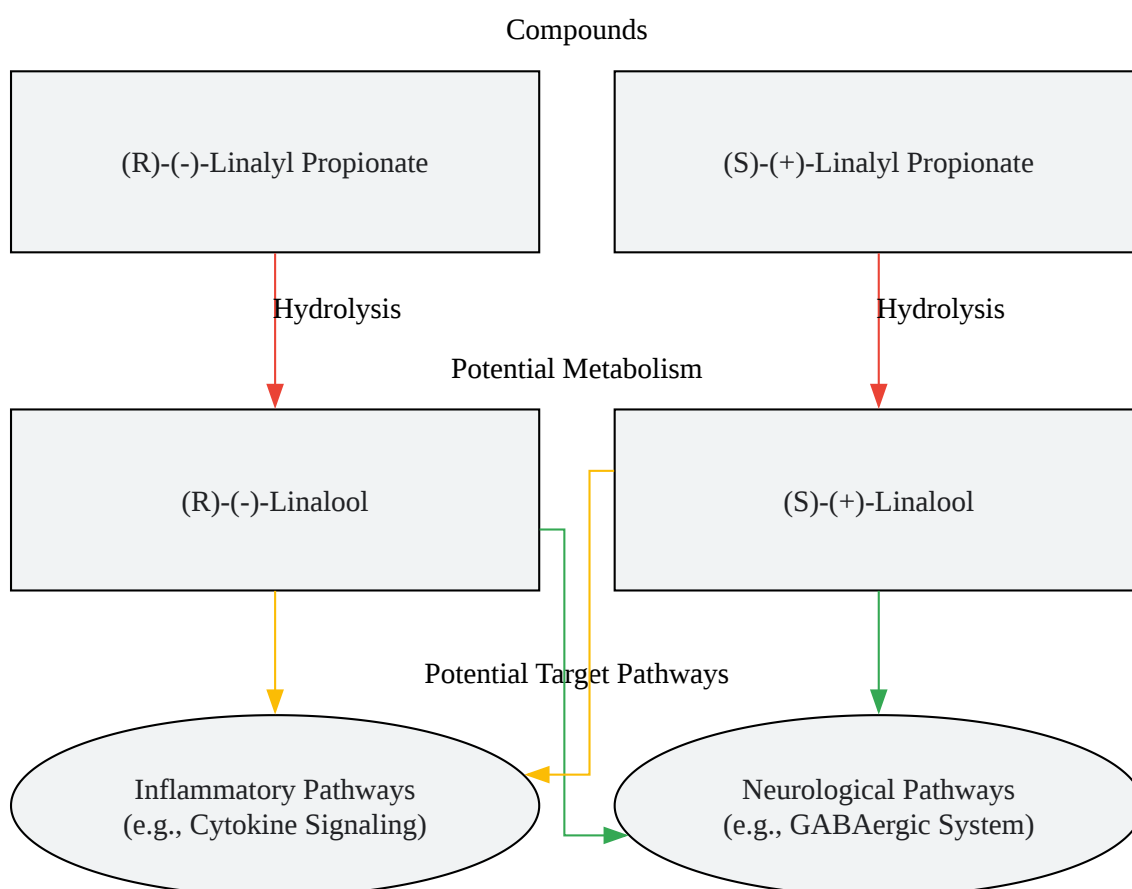 Compounds
(R)-(-)-Linalyl Propionate
(S)-(+)-Linalyl Propionate
Hydrolysis
Hydrolysis
Potential Metabolism
(R)-(-)-Linalool
(S)-(+)-Linalool
Potential Target Pathways
Inflammatory Pathways
(e.g., Cytokine Signaling)
Neurological Pathways
(e.g., GABAergic System)